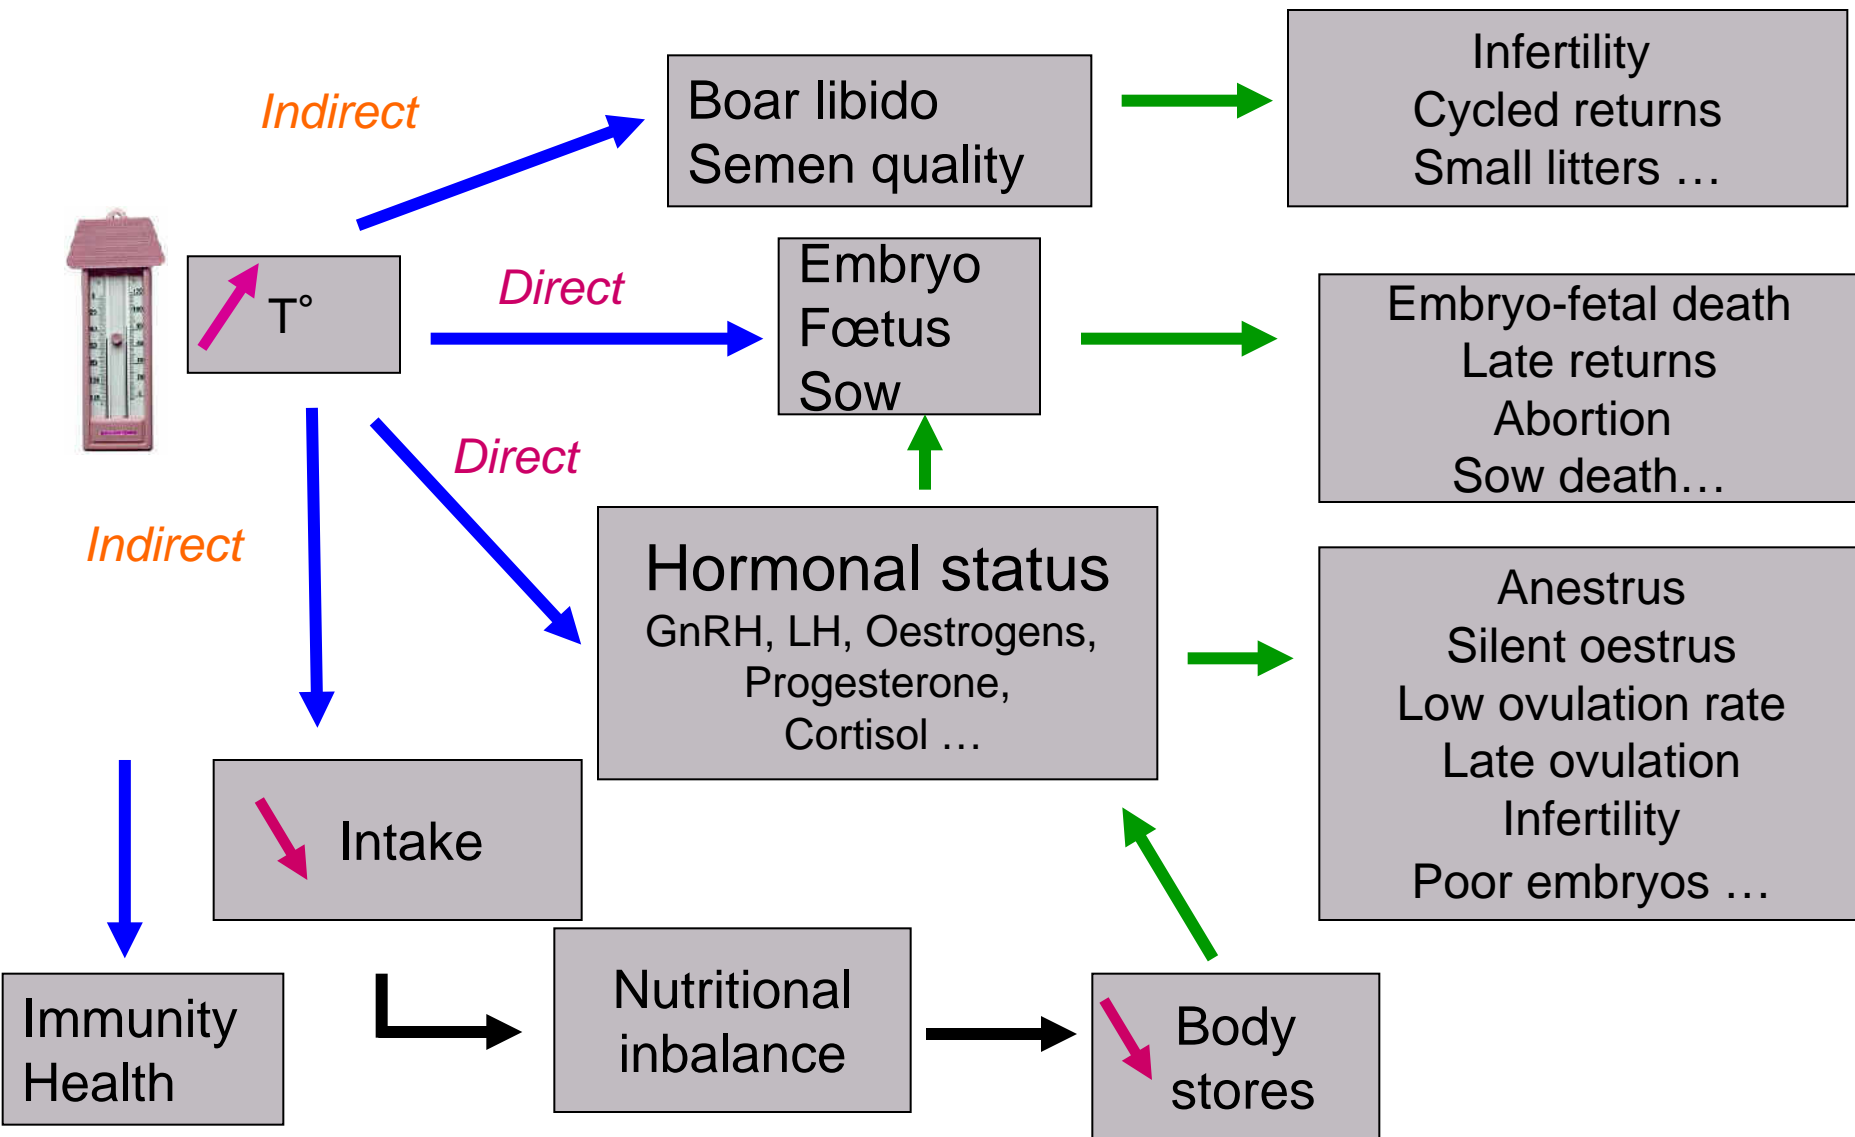 Indirect
Boar libido
Semen quality
Infertility
Cycled returns
Small litters …
T°
Direct
Embryo
Fœtus
Sow
Embryo-fetal death
Late returns
Abortion
Sow death…
Direct
Indirect
Hormonal status
GnRH, LH, Oestrogens,
Progesterone,
Cortisol …
Anestrus
Silent oestrus
Low ovulation rate
Late ovulation
Infertility
Poor embryos …
Intake
Immunity
Health
Nutritional
inbalance
Body
stores